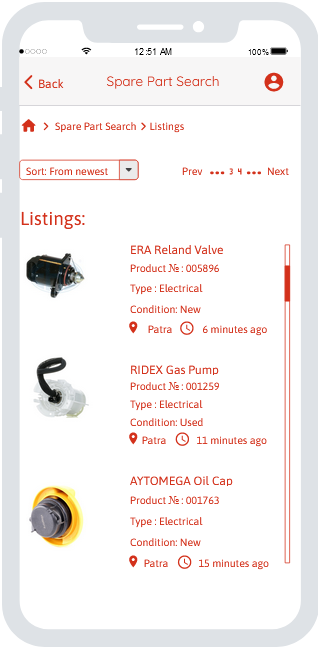 12:51 AM
100%
Back
Spare Part Search
Spare Part Search
Listings
Sort: From newest
Prev ••• 3 4 ••• Next
Listings:
ERA Reland Valve
Product № : 005896
Type : Electrical
Condition: New
Patra 6 minutes ago
RIDEX Gas Pump
Product № : 001259
Type : Electrical
Condition: Used
Patra 11 minutes ago
AYTOMEGA Oil Cap
Product № : 001763
Type : Electrical
Condition: New
Patra 15 minutes ago